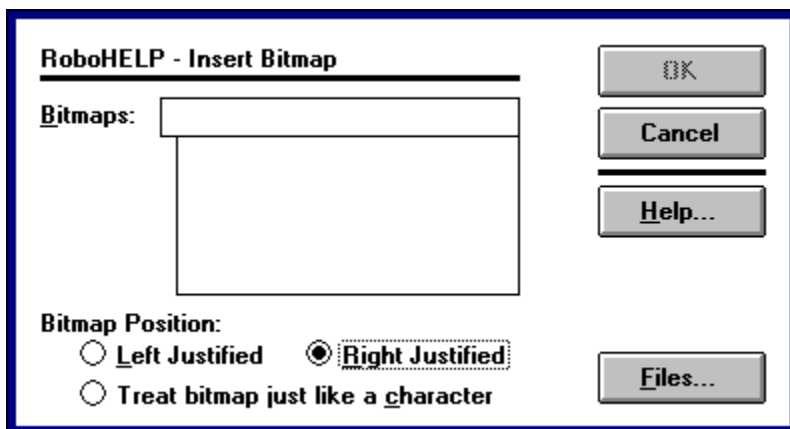 RoboHELP - Insert Bitmap
OK
Bitmaps:
Cancel
Help...
Bitmap Position:
Left Justified
Right Justified
Treat bitmap just like a character
Files...